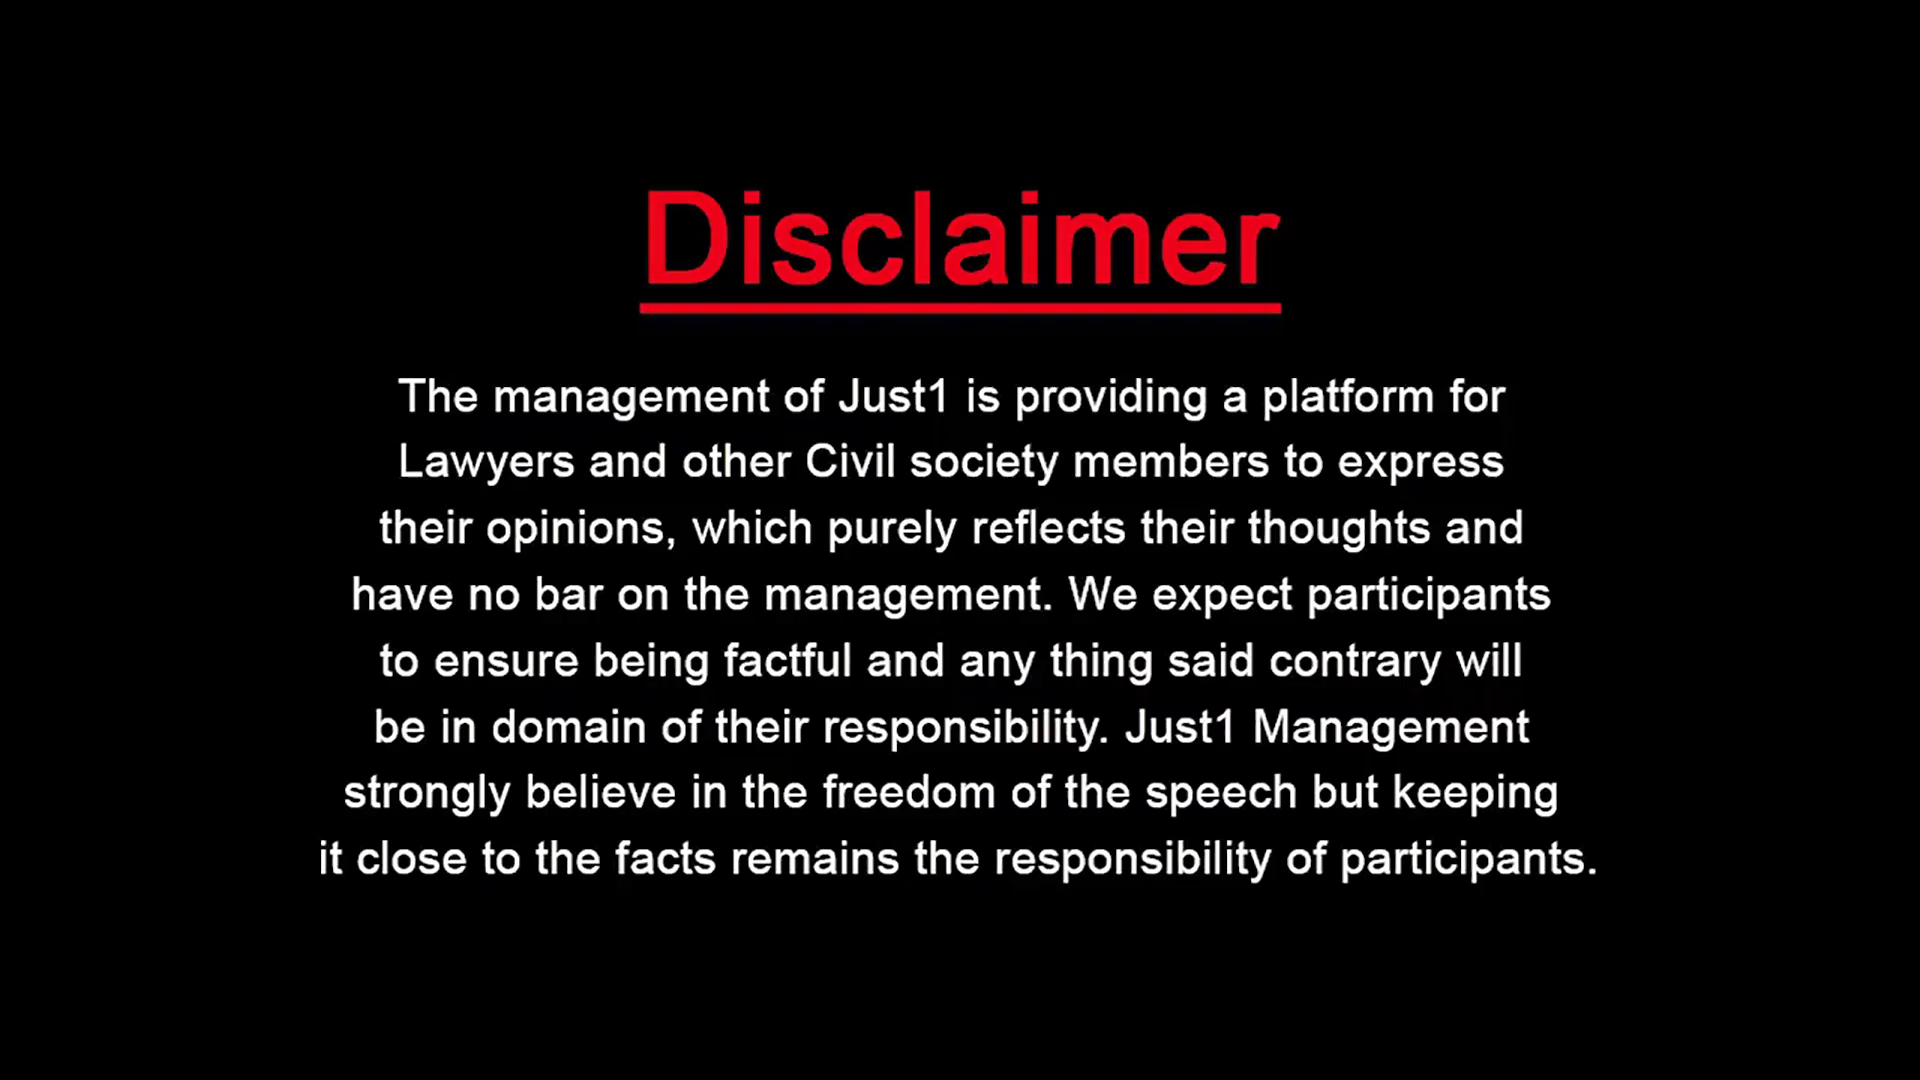 Disclaimer
The management of Just1 is providing a platform for
Lawyers and other Civil society members to express
their opinions, which purely reflects their thoughts and
have no bar on the management. We expect participants
to ensure being factful and any thing said contrary will
be in domain of their responsibility. Just1 Management
strongly believe in the freedom of the speech but keeping
it close to the facts remains the responsibility of participants.